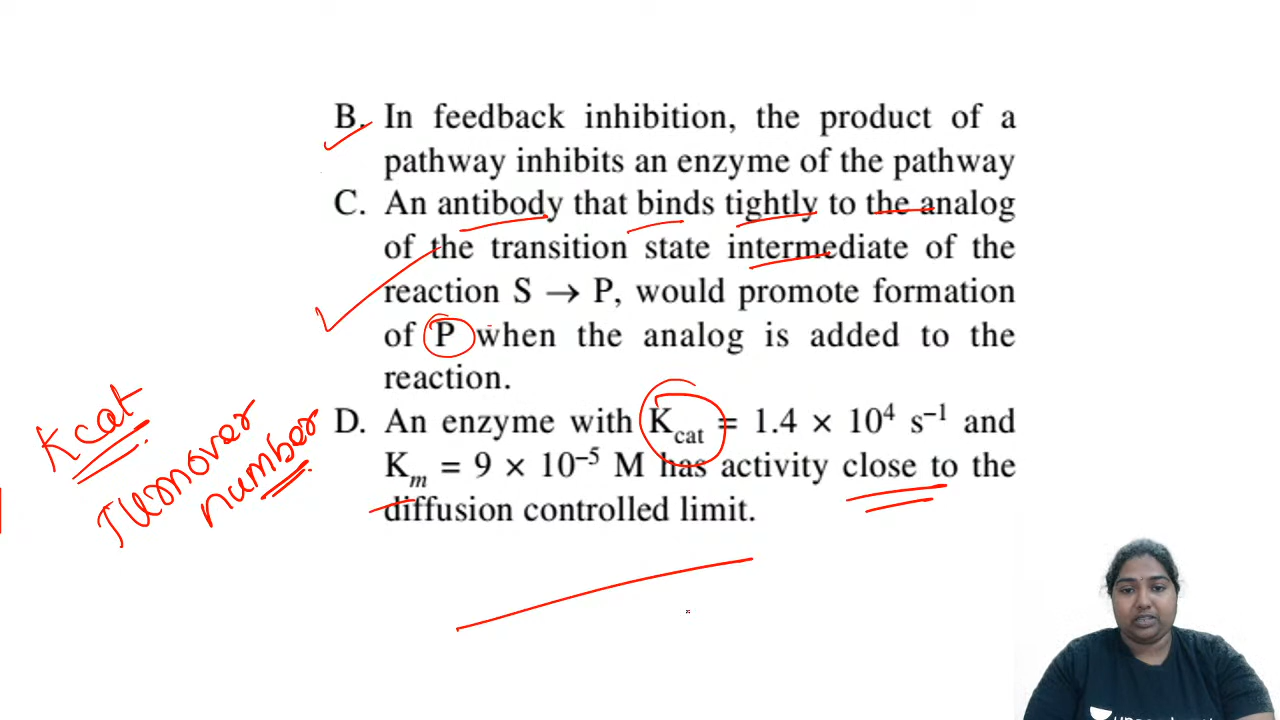 B. In feedback inhibition, the product of a
pathway inhibits an enzyme of the pathway
C. An antibody that binds tightly to the analog
of the transition state intermediate of the
reaction S → P, would promote formation
of P when the analog is added to the
reaction.
D. An enzyme with Kcat = 1.4 × 10⁴ s⁻¹ and
Km = 9 × 10⁻⁵ M has activity close to the
diffusion controlled limit.
Kcat
Turnover
number